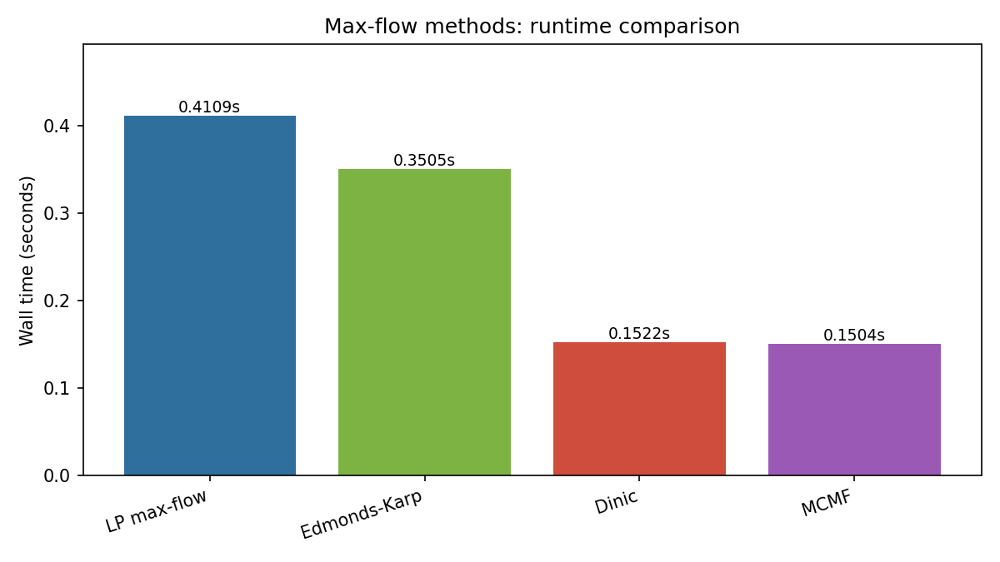 Max-flow methods: runtime comparison
Wall time (seconds)
0.4
0.3
0.2
0.1
0.0
0.4109s
0.3505s
0.1522s
0.1504s
LP max-flow
Edmonds-Karp
Dinic
MCMF